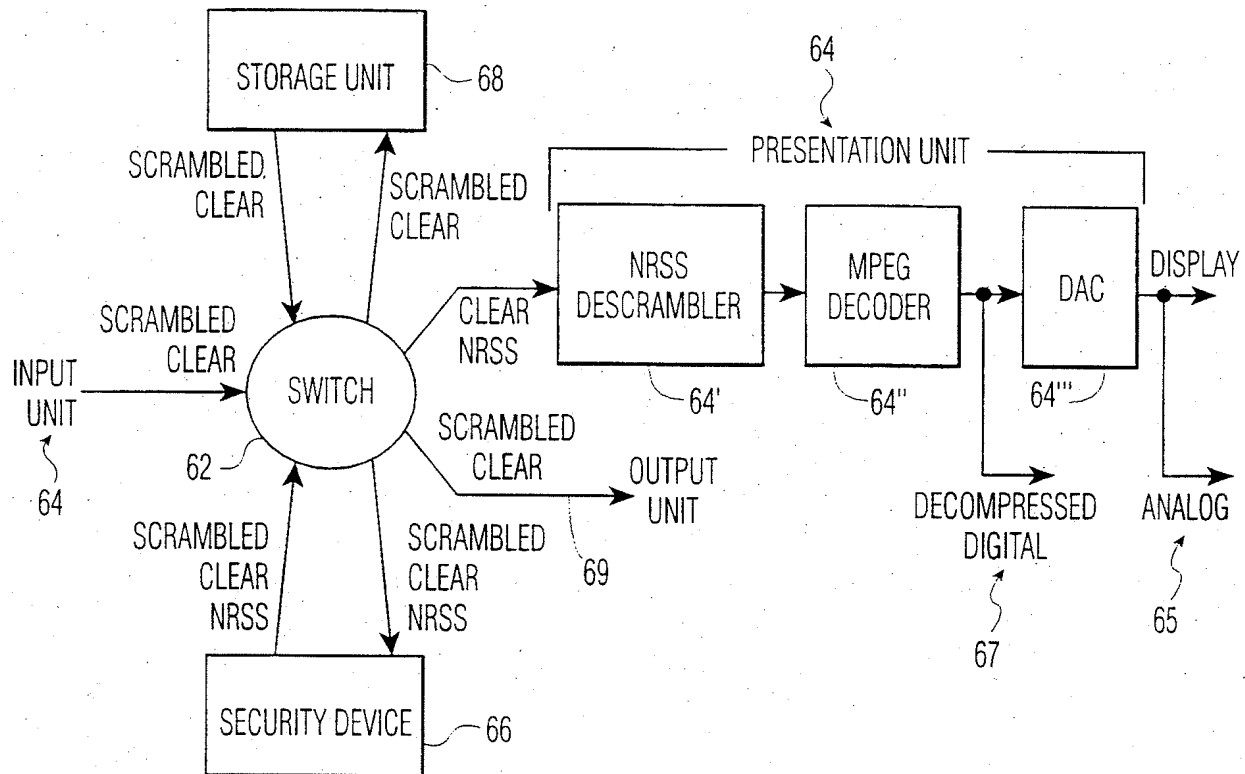 STORAGE UNIT
68
SCRAMBLED
CLEAR
SCRAMBLED
CLEAR
64
PRESENTATION UNIT
NRSS
DESCRAMBLER
64'
MPEG
DECODER
64"
DAC
64'''
DISPLAY
SCRAMBLED
CLEAR
INPUT
UNIT
64
SWITCH
62
CLEAR
NRSS
SCRAMBLED
CLEAR
69
OUTPUT
UNIT
DECOMPRESSED
DIGITAL
67
ANALOG
65
SCRAMBLED
CLEAR
NRSS
SCRAMBLED
CLEAR
NRSS
SECURITY DEVICE
66